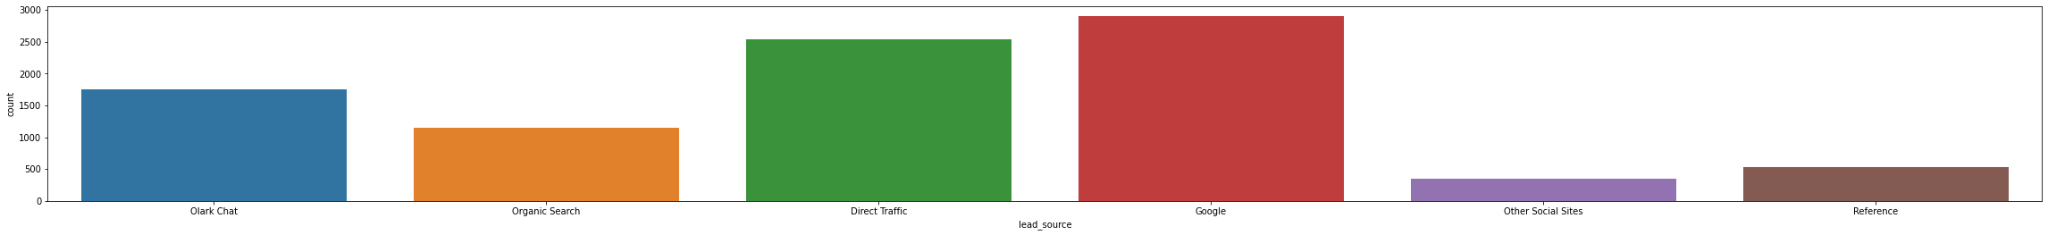 3000
2500
2000
1500
1000
500
0
count
Olark Chat
Organic Search
Direct Traffic
Google
Other Social Sites
Reference
lead_source